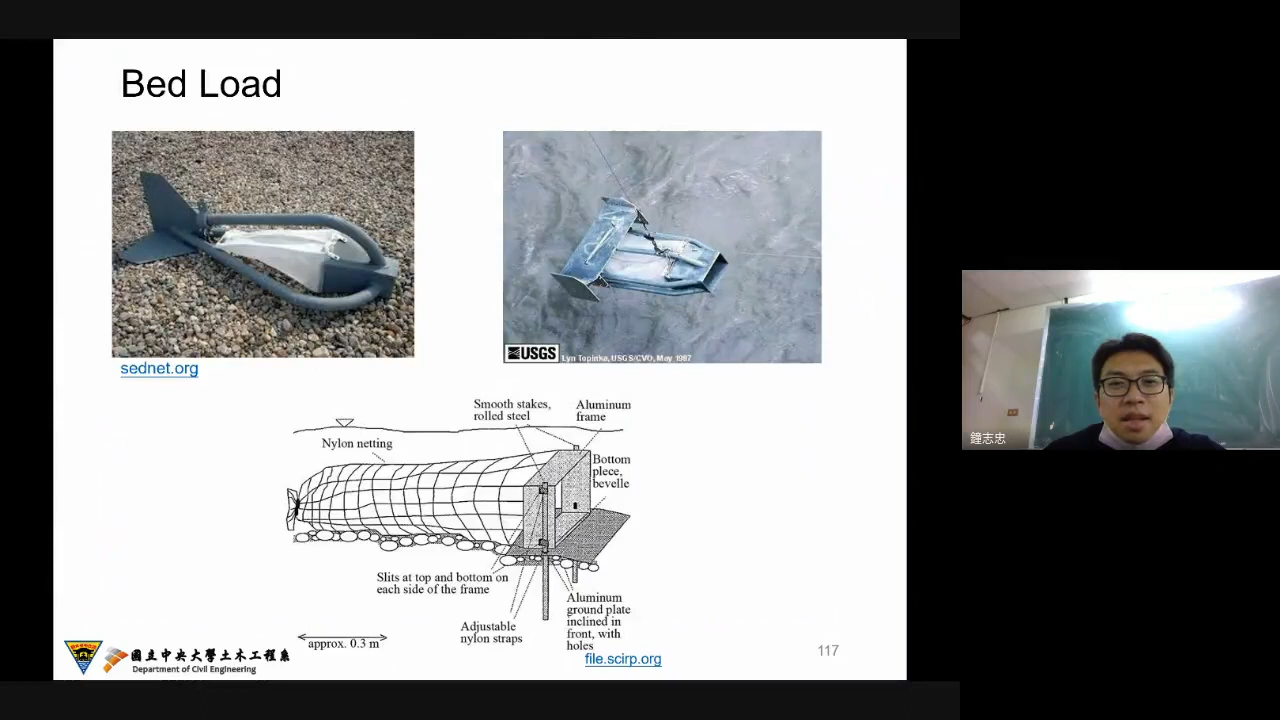 Bed Load
USGS
Lyn Topinka, USGS/CVO, May 1987
sednet.org
Smooth stakes,
rolled steel
Aluminum
frame
Nylon netting
Bottom
piece,
bevelle
Slits at top and bottom on
each side of the frame
Adjustable
nylon straps
Aluminum
ground plate
inclined in
front, with
holes
approx. 0.3 m
file.scirp.org
國立中央大學土木工程系
Department of Civil Engineering
117
鐘志忠